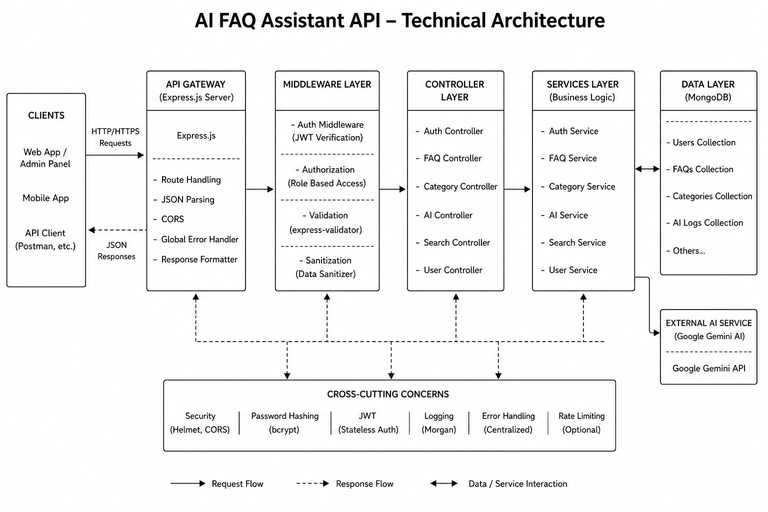 AI FAQ Assistant API – Technical Architecture
CLIENTS
Web App /
Admin Panel
Mobile App
API Client
(Postman, etc.)
HTTP/HTTPS
Requests
JSON
Responses
API GATEWAY
(Express.js Server)
Express.js
- Route Handling
- JSON Parsing
- CORS
- Global Error Handler
- Response Formatter
MIDDLEWARE LAYER
- Auth Middleware
(JWT Verification)
- Authorization
(Role Based Access)
- Validation
(express-validator)
- Sanitization
(Data Sanitizer)
CONTROLLER
LAYER
- Auth Controller
- FAQ Controller
- Category Controller
- AI Controller
- Search Controller
- User Controller
SERVICES LAYER
(Business Logic)
- Auth Service
- FAQ Service
- Category Service
- AI Service
- Search Service
- User Service
DATA LAYER
(MongoDB)
- Users Collection
- FAQs Collection
- Categories Collection
- AI Logs Collection
- Others...
EXTERNAL AI SERVICE
(Google Gemini AI)
Google Gemini API
CROSS-CUTTING CONCERNS
Security
(Helmet, CORS)
Password Hashing
(bcrypt)
JWT
(Stateless Auth)
Logging
(Morgan)
Error Handling
(Centralized)
Rate Limiting
(Optional)
Request Flow
Response Flow
Data / Service Interaction